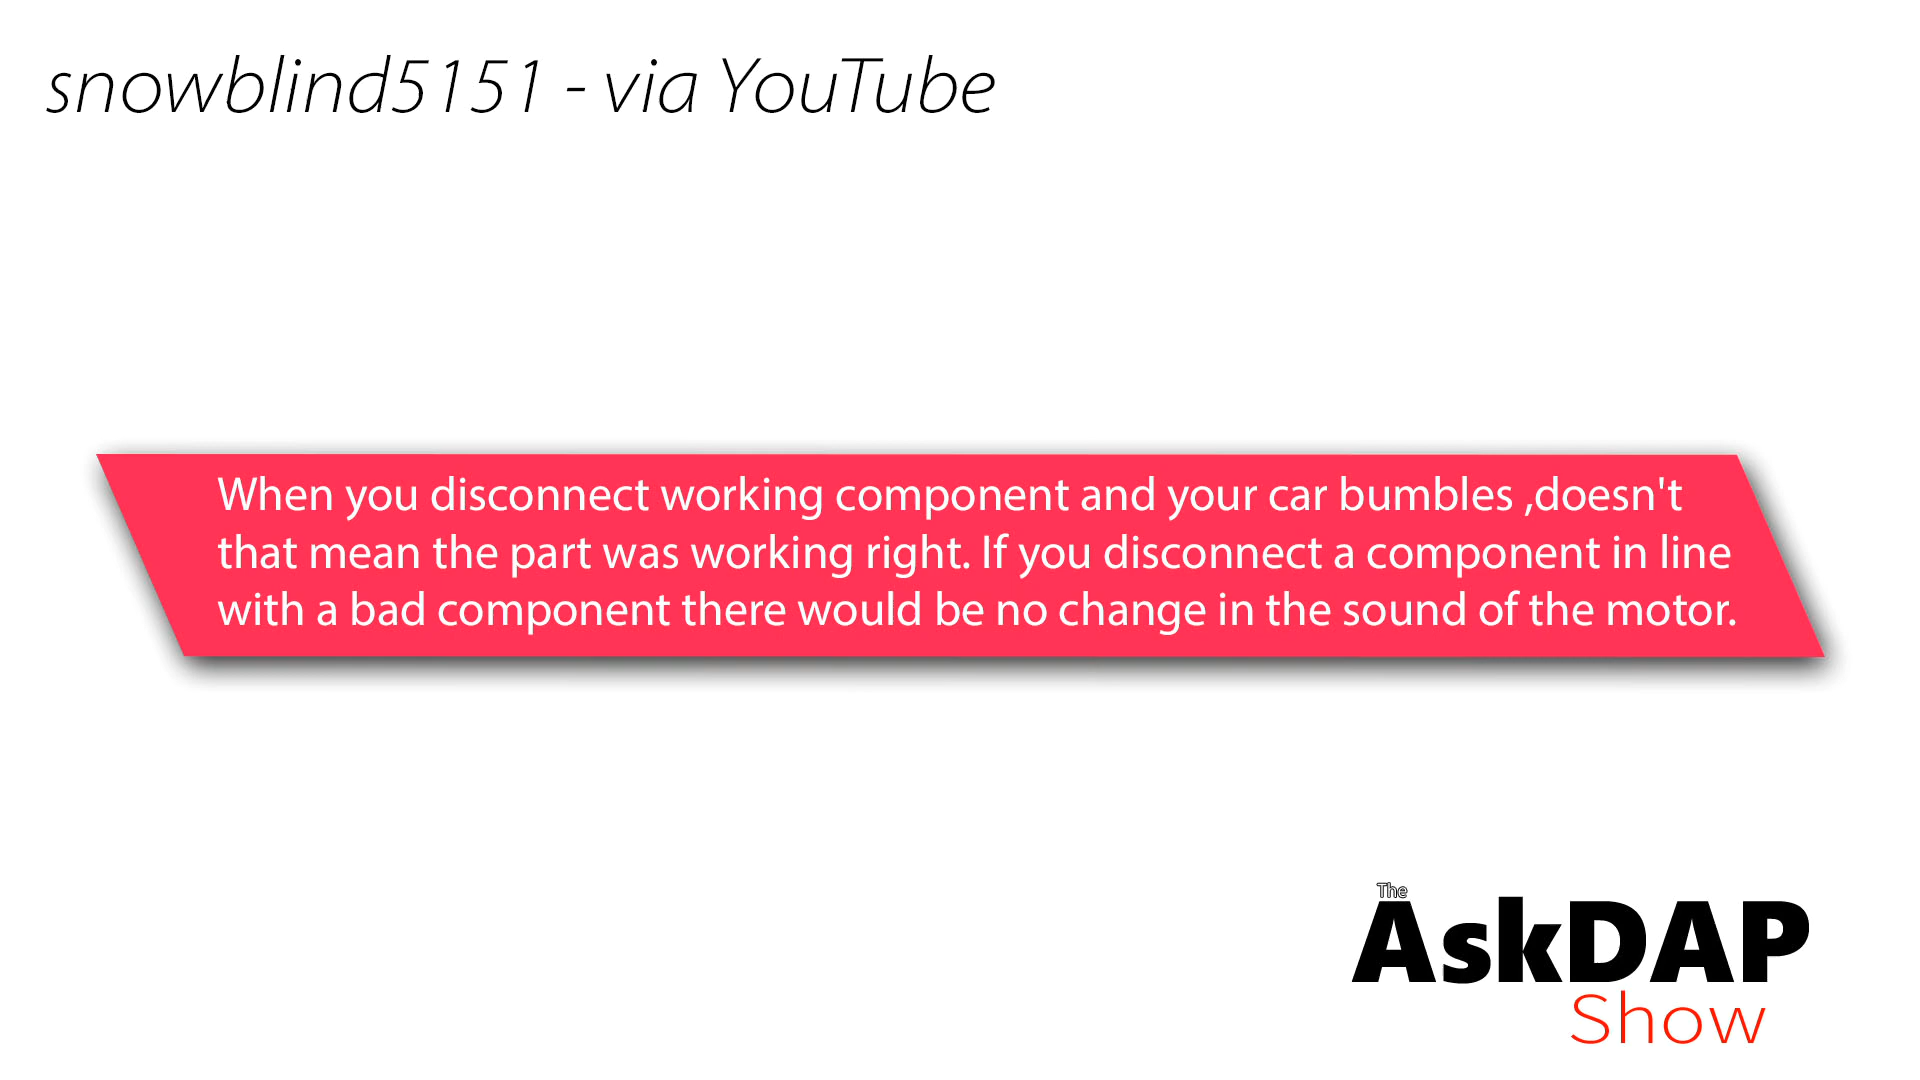 snowblind5151 - via YouTube
When you disconnect working component and your car bumbles ,doesn't
that mean the part was working right. If you disconnect a component in line
with a bad component there would be no change in the sound of the motor.
The
AskDAP
Show